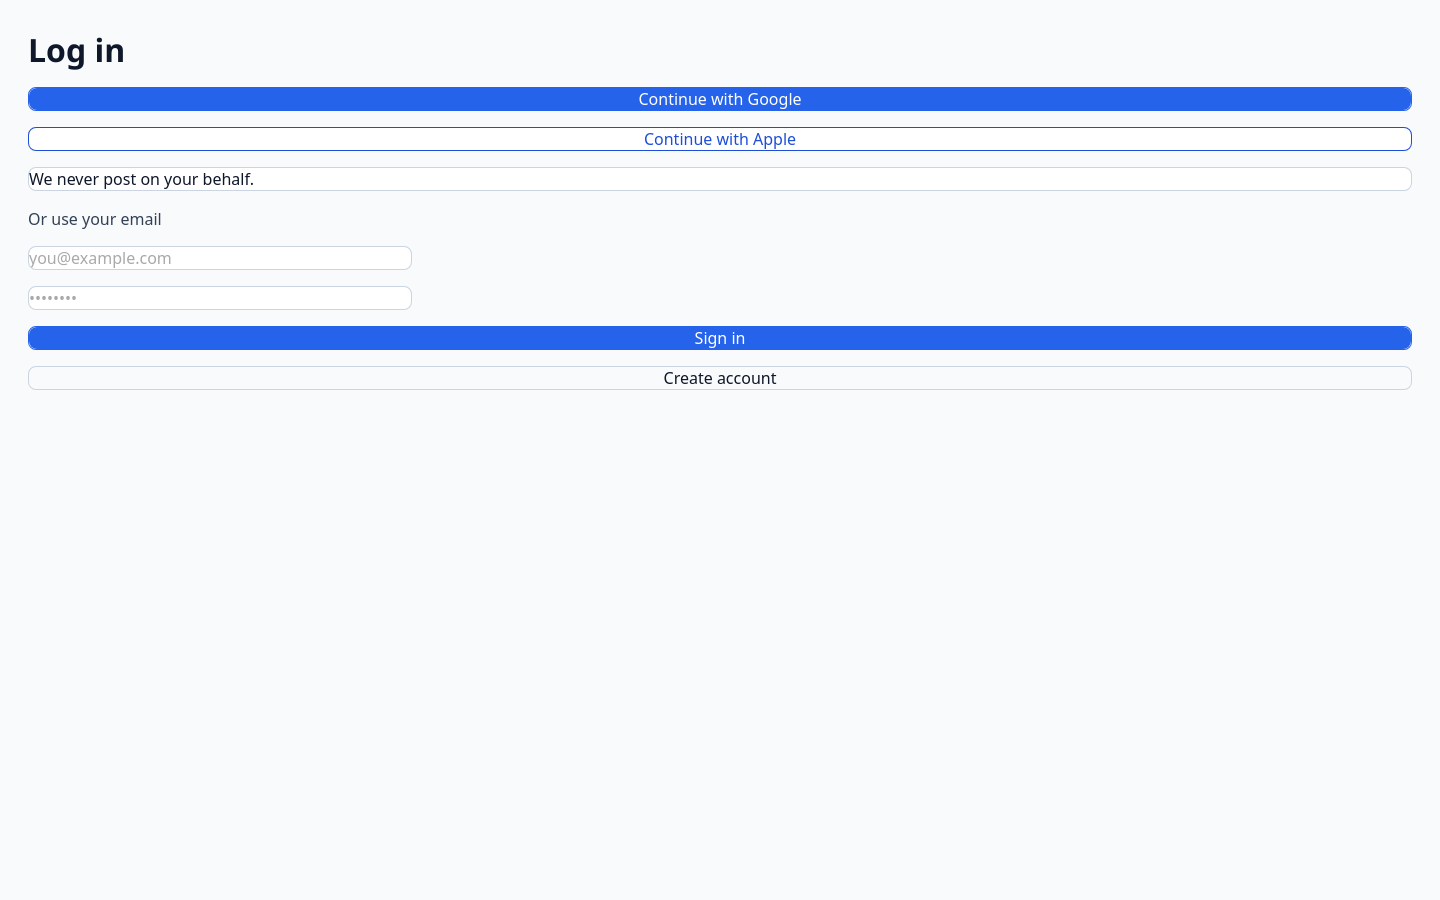 Log in
Continue with Google
Continue with Apple
We never post on your behalf.
Or use your email
you@example.com
••••••••
Sign in
Create account